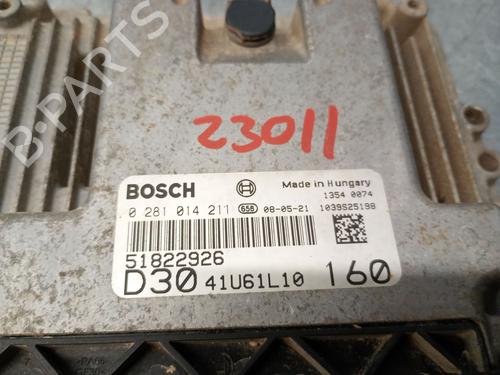 B-PARTS
23011
BOSCH
Made in Hungary
1354 0074
0 281 014 211 656 08-05-21 1039S25198
51822926
D30 41U61L10 160